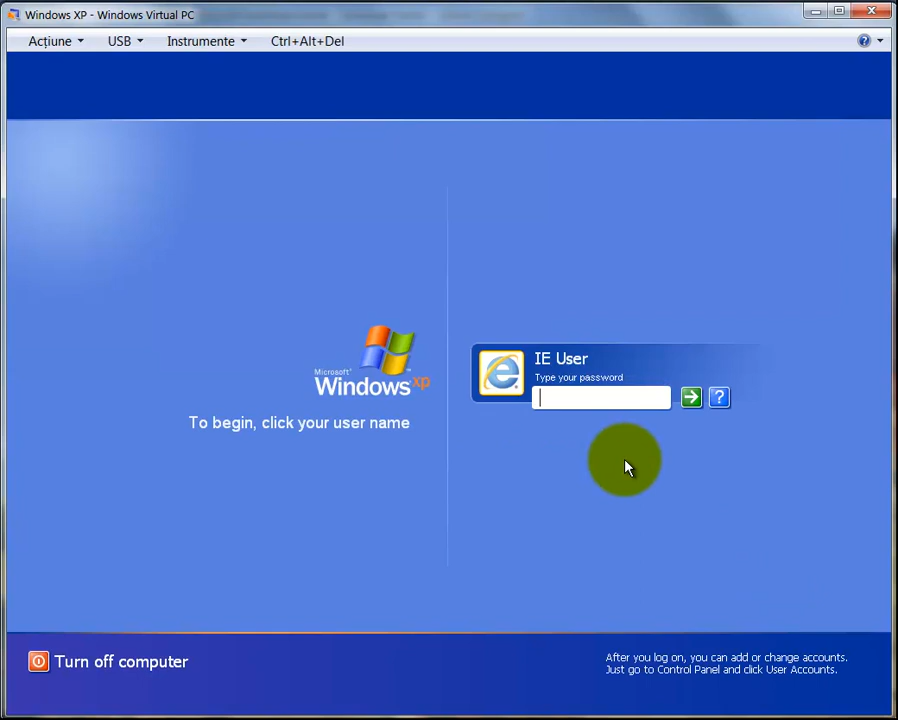 Windows XP - Windows Virtual PC
Acțiune USB Instrumente Ctrl+Alt+Del
IE User
Type your password
Microsoft
Windows xp
To begin, click your user name
Turn off computer
After you log on, you can add or change accounts.
Just go to Control Panel and click User Accounts.